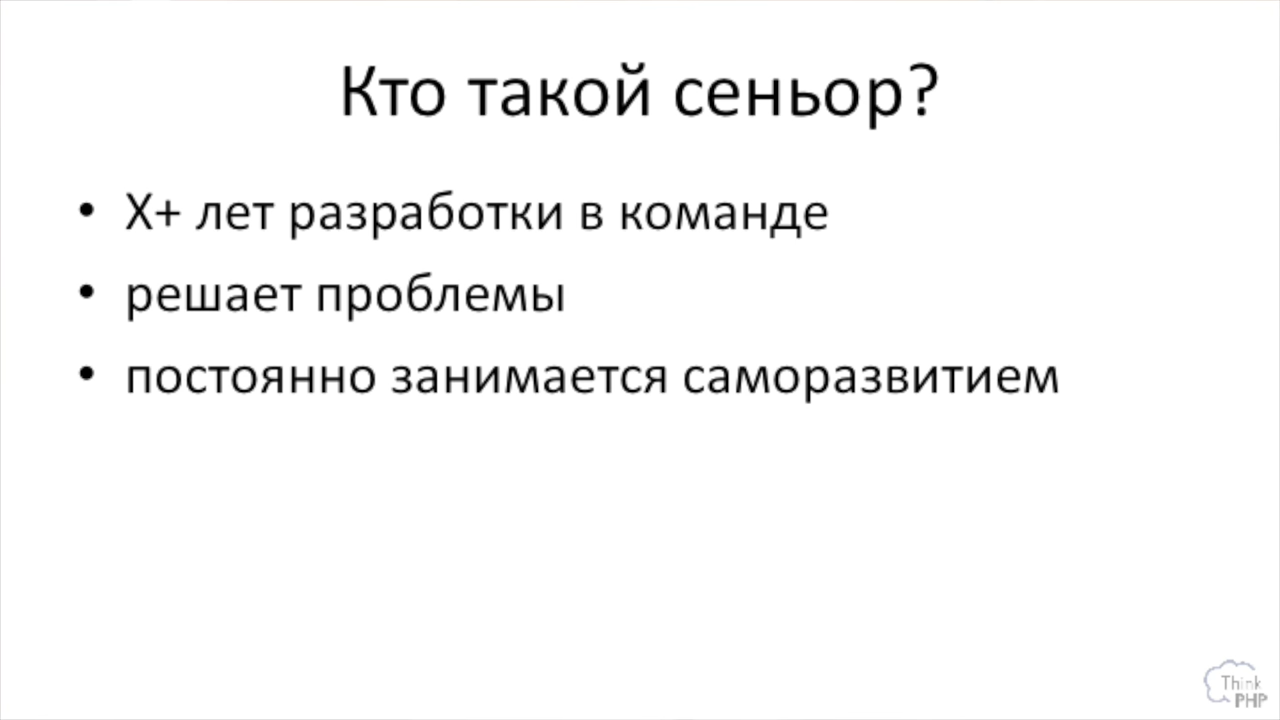 Кто такой сеньор?
• X+ лет разработки в команде
• решает проблемы
• постоянно занимается саморазвитием
Think
PHP